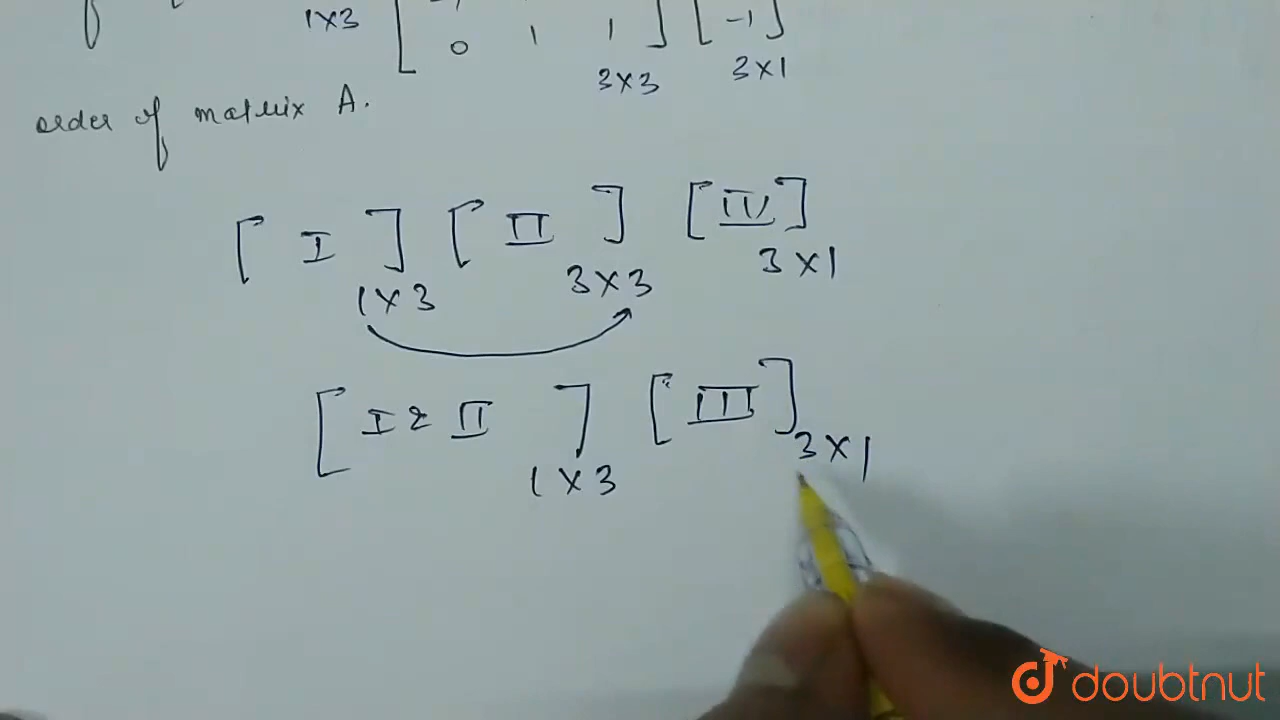 1×3
0 1 1 -1
3×3 3×1
order of matrix A.
[ I ] [ II ] [ IV ]
1×3 3×3 3×1
[ I & II ] [ III ]
1×3 3×1
doubtnut